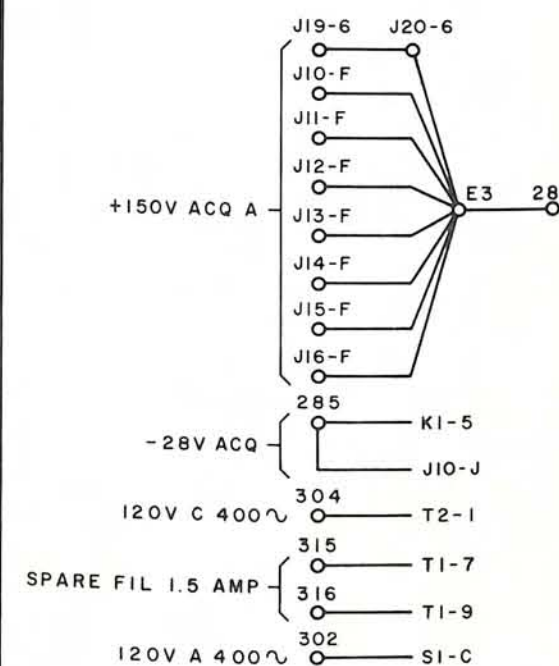 J19-6 J20-6
J10-F
J11-F
J12-F
+150V ACQ A E3 28
J13-F
J14-F
J15-F
J16-F
285
-28V ACQ K1-5
J10-J
304
120V C 400∿ T2-1
315
SPARE FIL 1.5 AMP T1-7
316
T1-9
302
120V A 400∿ S1-C